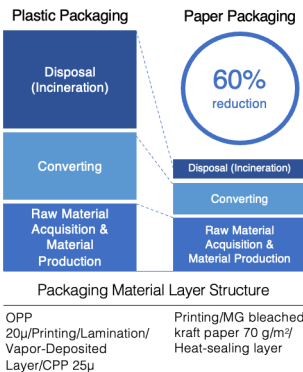 Plastic Packaging
Paper Packaging
Disposal
(Incineration)
Converting
Raw Material
Acquisition &
Material
Production
60%
reduction
Disposal (Incineration)
Converting
Raw Material
Acquisition &
Material Production
Packaging Material Layer Structure
OPP
20µ/Printing/Lamination/
Vapor-Deposited
Layer/CPP 25µ
Printing/MG bleached
kraft paper 70 g/m²/
Heat-sealing layer